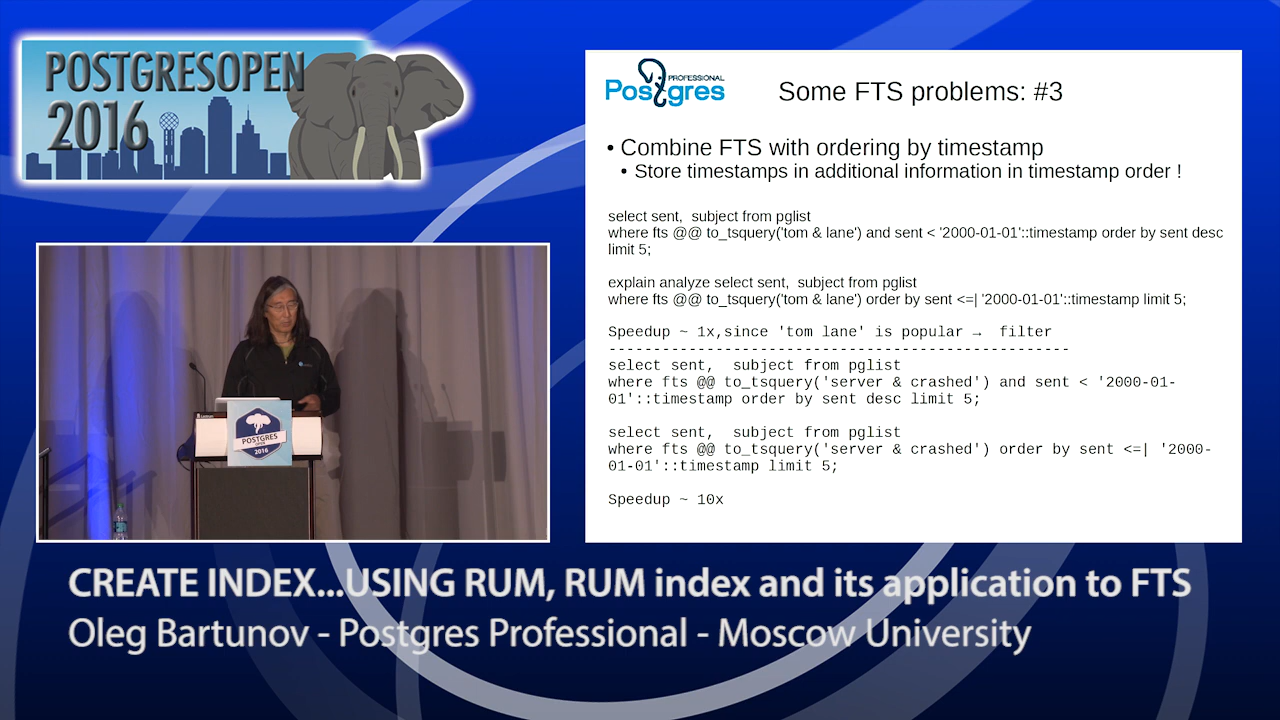 POSTGRESOPEN
2016
POSTGRES
OPEN
2016
PROFESSIONAL
Postgres
Some FTS problems: #3
• Combine FTS with ordering by timestamp
• Store timestamps in additional information in timestamp order !
select sent,  subject from pglist
where fts @@ to_tsquery('tom & lane') and sent < '2000-01-01'::timestamp order by sent desc
limit 5;
explain analyze select sent,  subject from pglist
where fts @@ to_tsquery('tom & lane') order by sent <=| '2000-01-01'::timestamp limit 5;
Speedup ~ 1x,since 'tom lane' is popular →  filter
---------------------------------------------------
select sent,  subject from pglist
where fts @@ to_tsquery('server & crashed') and sent < '2000-01-
01'::timestamp order by sent desc limit 5;
select sent,  subject from pglist
where fts @@ to_tsquery('server & crashed') order by sent <=| '2000-
01-01'::timestamp limit 5;
Speedup ~ 10x
CREATE INDEX...USING RUM, RUM index and its application to FTS
Oleg Bartunov - Postgres Professional - Moscow University